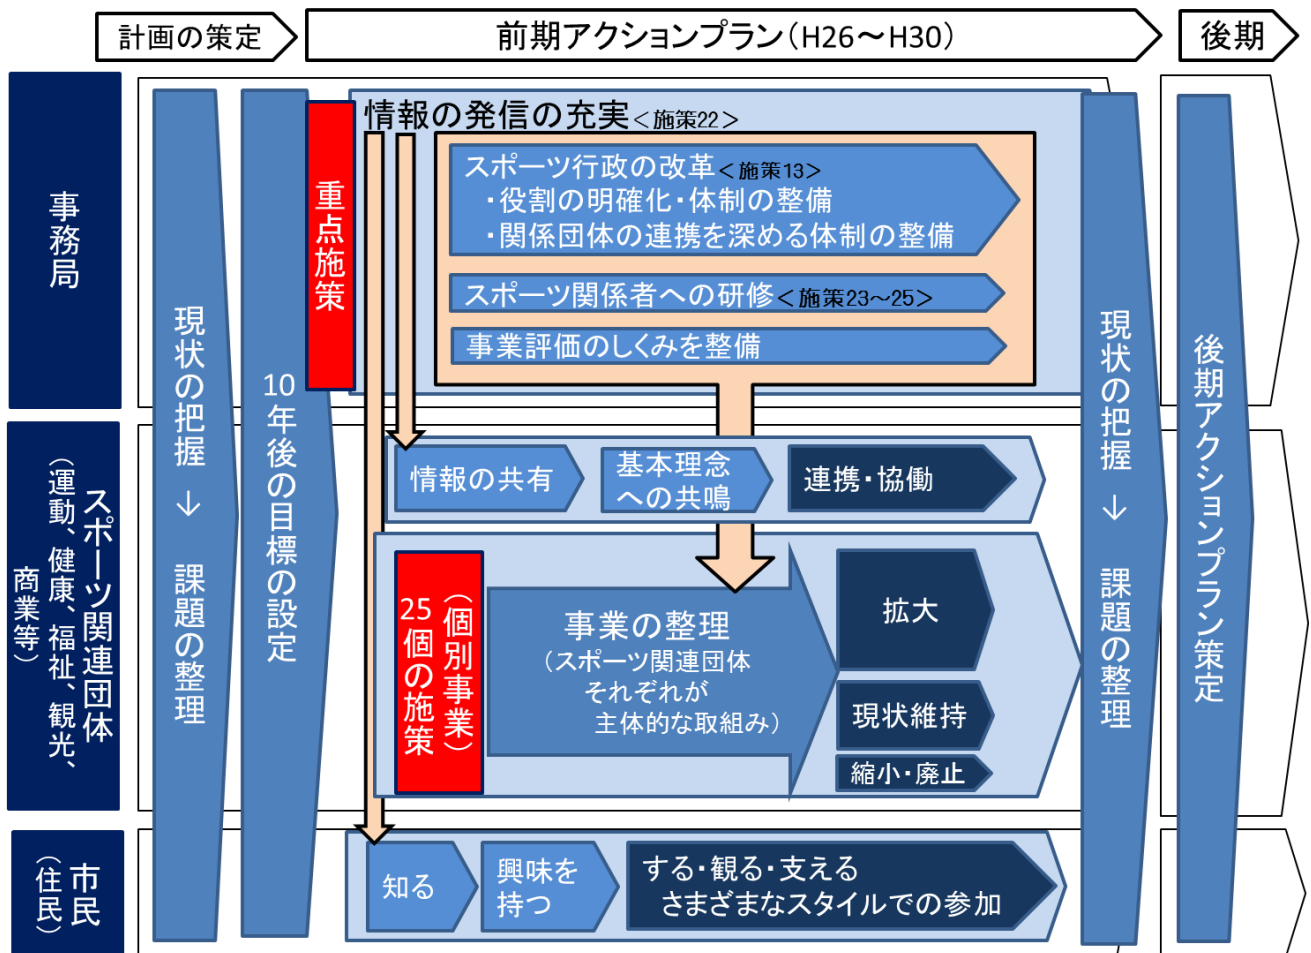 計画の策定
前期アクションプラン(H26～H30)
後期
事務局
スポーツ関連団体
(運動、健康、福祉、観光、
商業等)
市民
(住民)
現状の把握 → 課題の整理
10年後の目標の設定
重点施策
情報の発信の充実<施策22>
スポーツ行政の改革<施策13>
・役割の明確化・体制の整備
・関係団体の連携を深める体制の整備
スポーツ関係者への研修<施策23～25>
事業評価のしくみを整備
情報の共有
基本理念
への共鳴
連携・協働
(個別事業)
25個の施策
事業の整理
(スポーツ関連団体
それぞれが
主体的な取組み)
拡大
現状維持
縮小・廃止
知る
興味を
持つ
する・観る・支える
さまざまなスタイルでの参加
現状の把握 → 課題の整理
後期アクションプラン策定